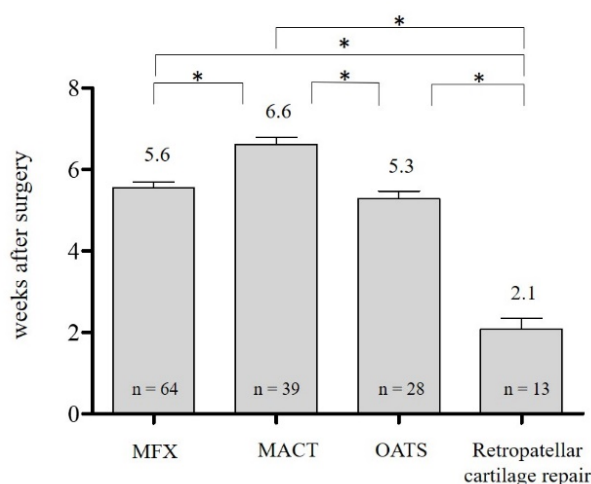 *
*
* * *
8
6.6
5.6
5.3
6
weeks after surgery
4
2.1
2
n = 64 n = 39 n = 28 n = 13
0
MFX MACT OATS Retropatellar
cartilage repair